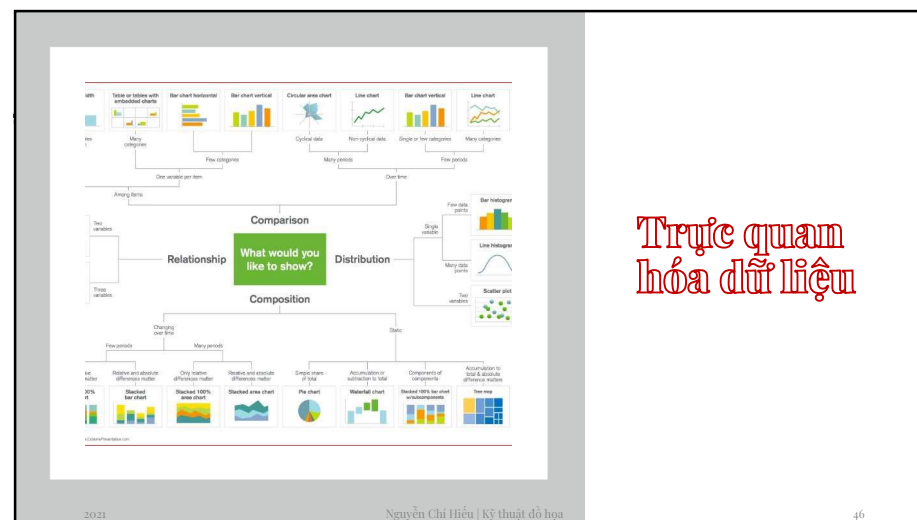 Table or tables with
embedded charts
Bar chart horizontal
Bar chart vertical
Circular area chart
Line chart
Bar chart vertical
Line chart
Many
categories
Cyclical data
Non-cyclical data
Single or few categories
Many categories
Few categories
Many periods
Few periods
One variable per item
Over time
Among items
Comparison
Two
variables
Three
variables
Relationship
What would you
like to show?
Distribution
Single
variable
Few data
points
Bar histogra
Many data
points
Line histogra
Two
variables
Scatter plot
Composition
Changing
over time
Static
Few periods
Many periods
Relative and absolute
differences matter
Only relative
differences matter
Relative and absolute
differences matter
Simple share
of total
Accumulation or
subtraction to total
Components of
components
Accumulation to
total & absolute
difference matters
Stacked
bar chart
Stacked 100%
area chart
Stacked area chart
Pie chart
Waterfall chart
Stacked 100% bar chart
w/subcomponents
Tree map
Trực quan
hóa dữ liệu
2021
Nguyễn Chí Hiếu | Kỹ thuật đồ họa
46